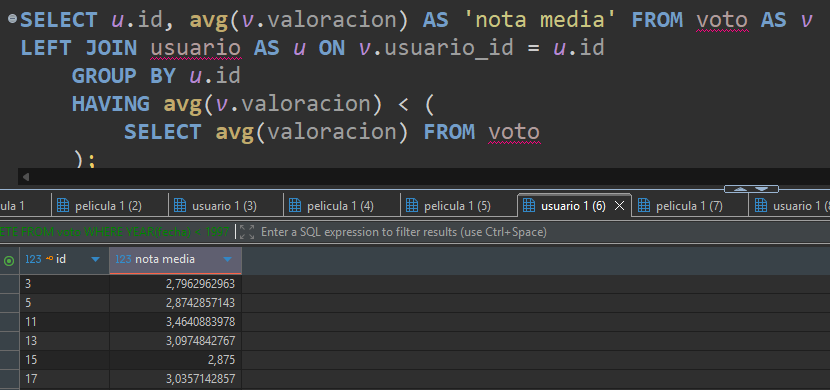 SELECT u.id, avg(v.valoracion) AS 'nota media' FROM voto AS v
LEFT JOIN usuario AS u ON v.usuario_id = u.id
GROUP BY u.id
HAVING avg(v.valoracion) < (
SELECT avg(valoracion) FROM voto
);
ula 1 pelicula 1 (2) usuario 1 (3) pelicula 1 (4) pelicula 1 (5) usuario 1 (6) pelicula 1 (7) usuario 1 (8
ETE FROM voto WHERE YEAR(fecha) < 199? Enter a SQL expression to filter results (use Ctrl+Space)
123 id 123 nota media
3 2,7962962963
5 2,8742857143
11 3,4640883978
13 3,0974842767
15 2,875
17 3,0357142857